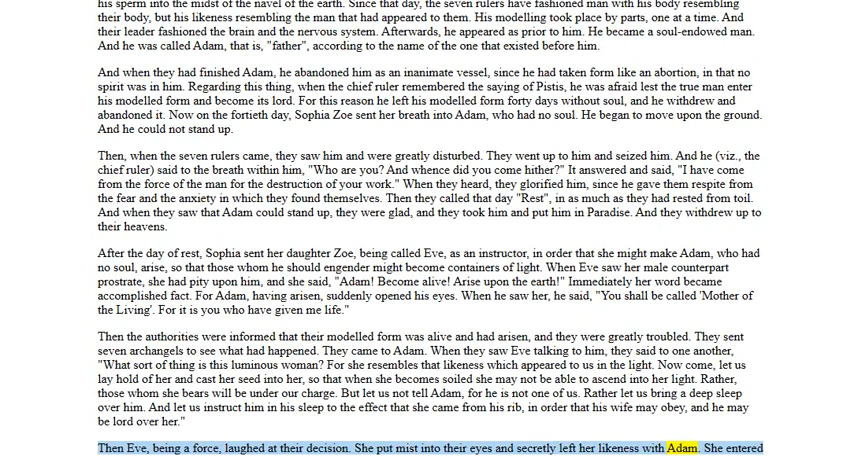 his sperm into the midst of the navel of the earth. Since that day, the seven rulers have fashioned man with his body resembling
their body, but his likeness resembling the man that had appeared to them. His modelling took place by parts, one at a time. And
their leader fashioned the brain and the nervous system. Afterwards, he appeared as prior to him. He became a soul-endowed man.
And he was called Adam, that is, "father", according to the name of the one that existed before him.
And when they had finished Adam, he abandoned him as an inanimate vessel, since he had taken form like an abortion, in that no
spirit was in him. Regarding this thing, when the chief ruler remembered the saying of Pistis, he was afraid lest the true man enter
his modelled form and become its lord. For this reason he left his modelled form forty days without soul, and he withdrew and
abandoned it. Now on the fortieth day, Sophia Zoe sent her breath into Adam, who had no soul. He began to move upon the ground.
And he could not stand up.
Then, when the seven rulers came, they saw him and were greatly disturbed. They went up to him and seized him. And he (viz., the
chief ruler) said to the breath within him, "Who are you? And whence did you come hither?" It answered and said, "I have come
from the force of the man for the destruction of your work." When they heard, they glorified him, since he gave them respite from
the fear and the anxiety in which they found themselves. Then they called that day "Rest", in as much as they had rested from toil.
And when they saw that Adam could stand up, they were glad, and they took him and put him in Paradise. And they withdrew up to
their heavens.
After the day of rest, Sophia sent her daughter Zoe, being called Eve, as an instructor, in order that she might make Adam, who had
no soul, arise, so that those whom he should engender might become containers of light. When Eve saw her male counterpart
prostrate, she had pity upon him, and she said, "Adam! Become alive! Arise upon the earth!" Immediately her word became
accomplished fact. For Adam, having arisen, suddenly opened his eyes. When he saw her, he said, "You shall be called 'Mother of
the Living'. For it is you who have given me life."
Then the authorities were informed that their modelled form was alive and had arisen, and they were greatly troubled. They sent
seven archangels to see what had happened. They came to Adam. When they saw Eve talking to him, they said to one another,
"What sort of thing is this luminous woman? For she resembles that likeness which appeared to us in the light. Now come, let us
lay hold of her and cast her seed into her, so that when she becomes soiled she may not be able to ascend into her light. Rather,
those whom she bears will be under our charge. But let us not tell Adam, for he is not one of us. Rather let us bring a deep sleep
over him. And let us instruct him in his sleep to the effect that she came from his rib, in order that his wife may obey, and he may
be lord over her."
Then Eve, being a force, laughed at their decision. She put mist into their eyes and secretly left her likeness with Adam. She entered